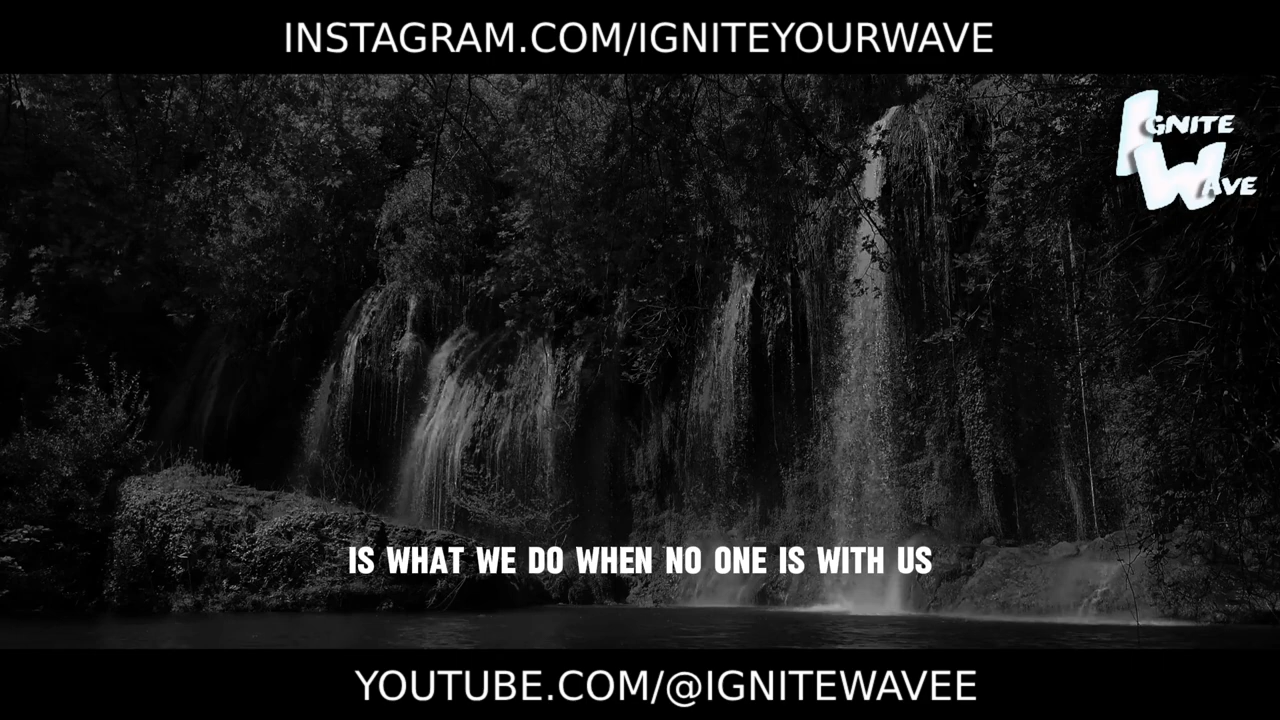 INSTAGRAM.COM/IGNITEYOURWAVE
IGNITE
WAVE
IS WHAT WE DO WHEN NO ONE IS WITH US
YOUTUBE.COM/@IGNITEWAVEE